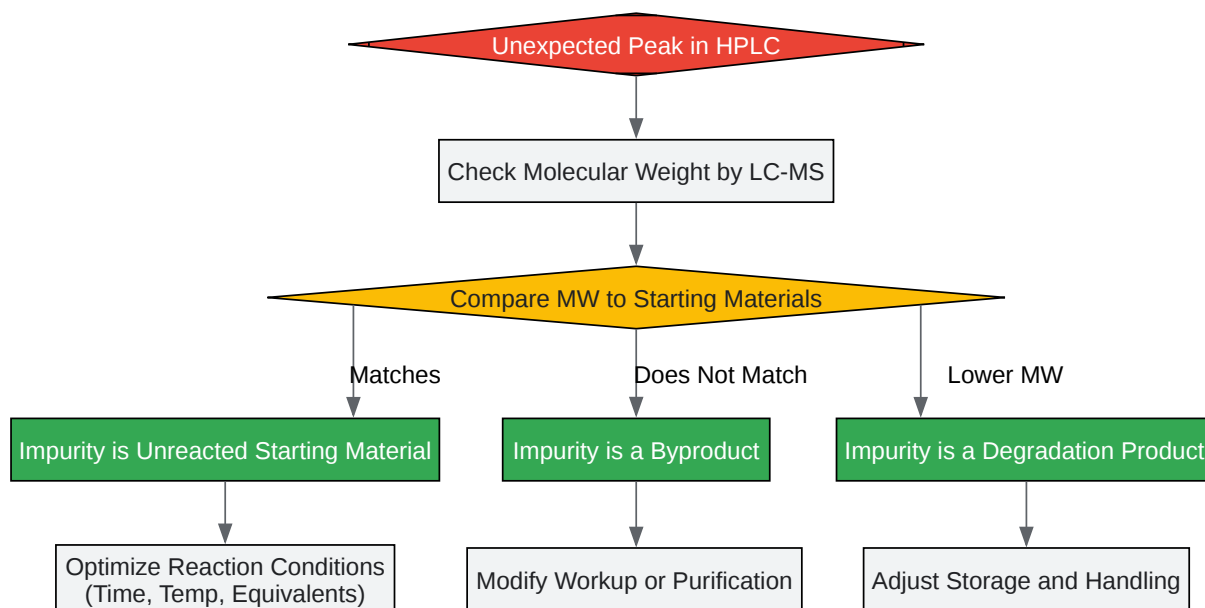 Unexpected Peak in HPLC
Check Molecular Weight by LC-MS
Compare MW to Starting Materials
Matches
Does Not Match
Lower MW
Impurity is Unreacted Starting Material
Impurity is a Byproduct
Impurity is a Degradation Product
Optimize Reaction Conditions
(Time, Temp, Equivalents)
Modify Workup or Purification
Adjust Storage and Handling